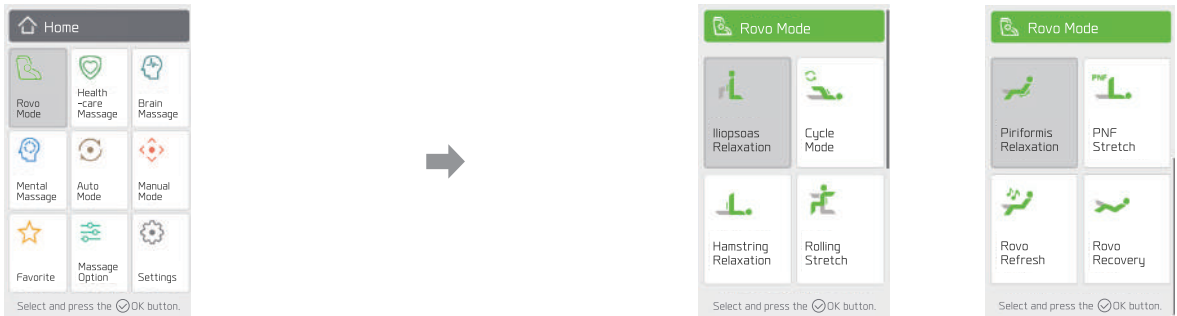 Home
Rovo
Mode
Health
-care
Massage
Brain
Massage
Mental
Massage
Auto
Mode
Manual
Mode
Favorite
Massage
Option
Settings
Select and press the OK button.
Rovo Mode
Iliopsoas
Relaxation
Cycle
Mode
Hamstring
Relaxation
Rolling
Stretch
Select and press the OK button.
Rovo Mode
Piriformis
Relaxation
PNF
PNF
Stretch
Rovo
Refresh
Rovo
Recovery
Select and press the OK button.